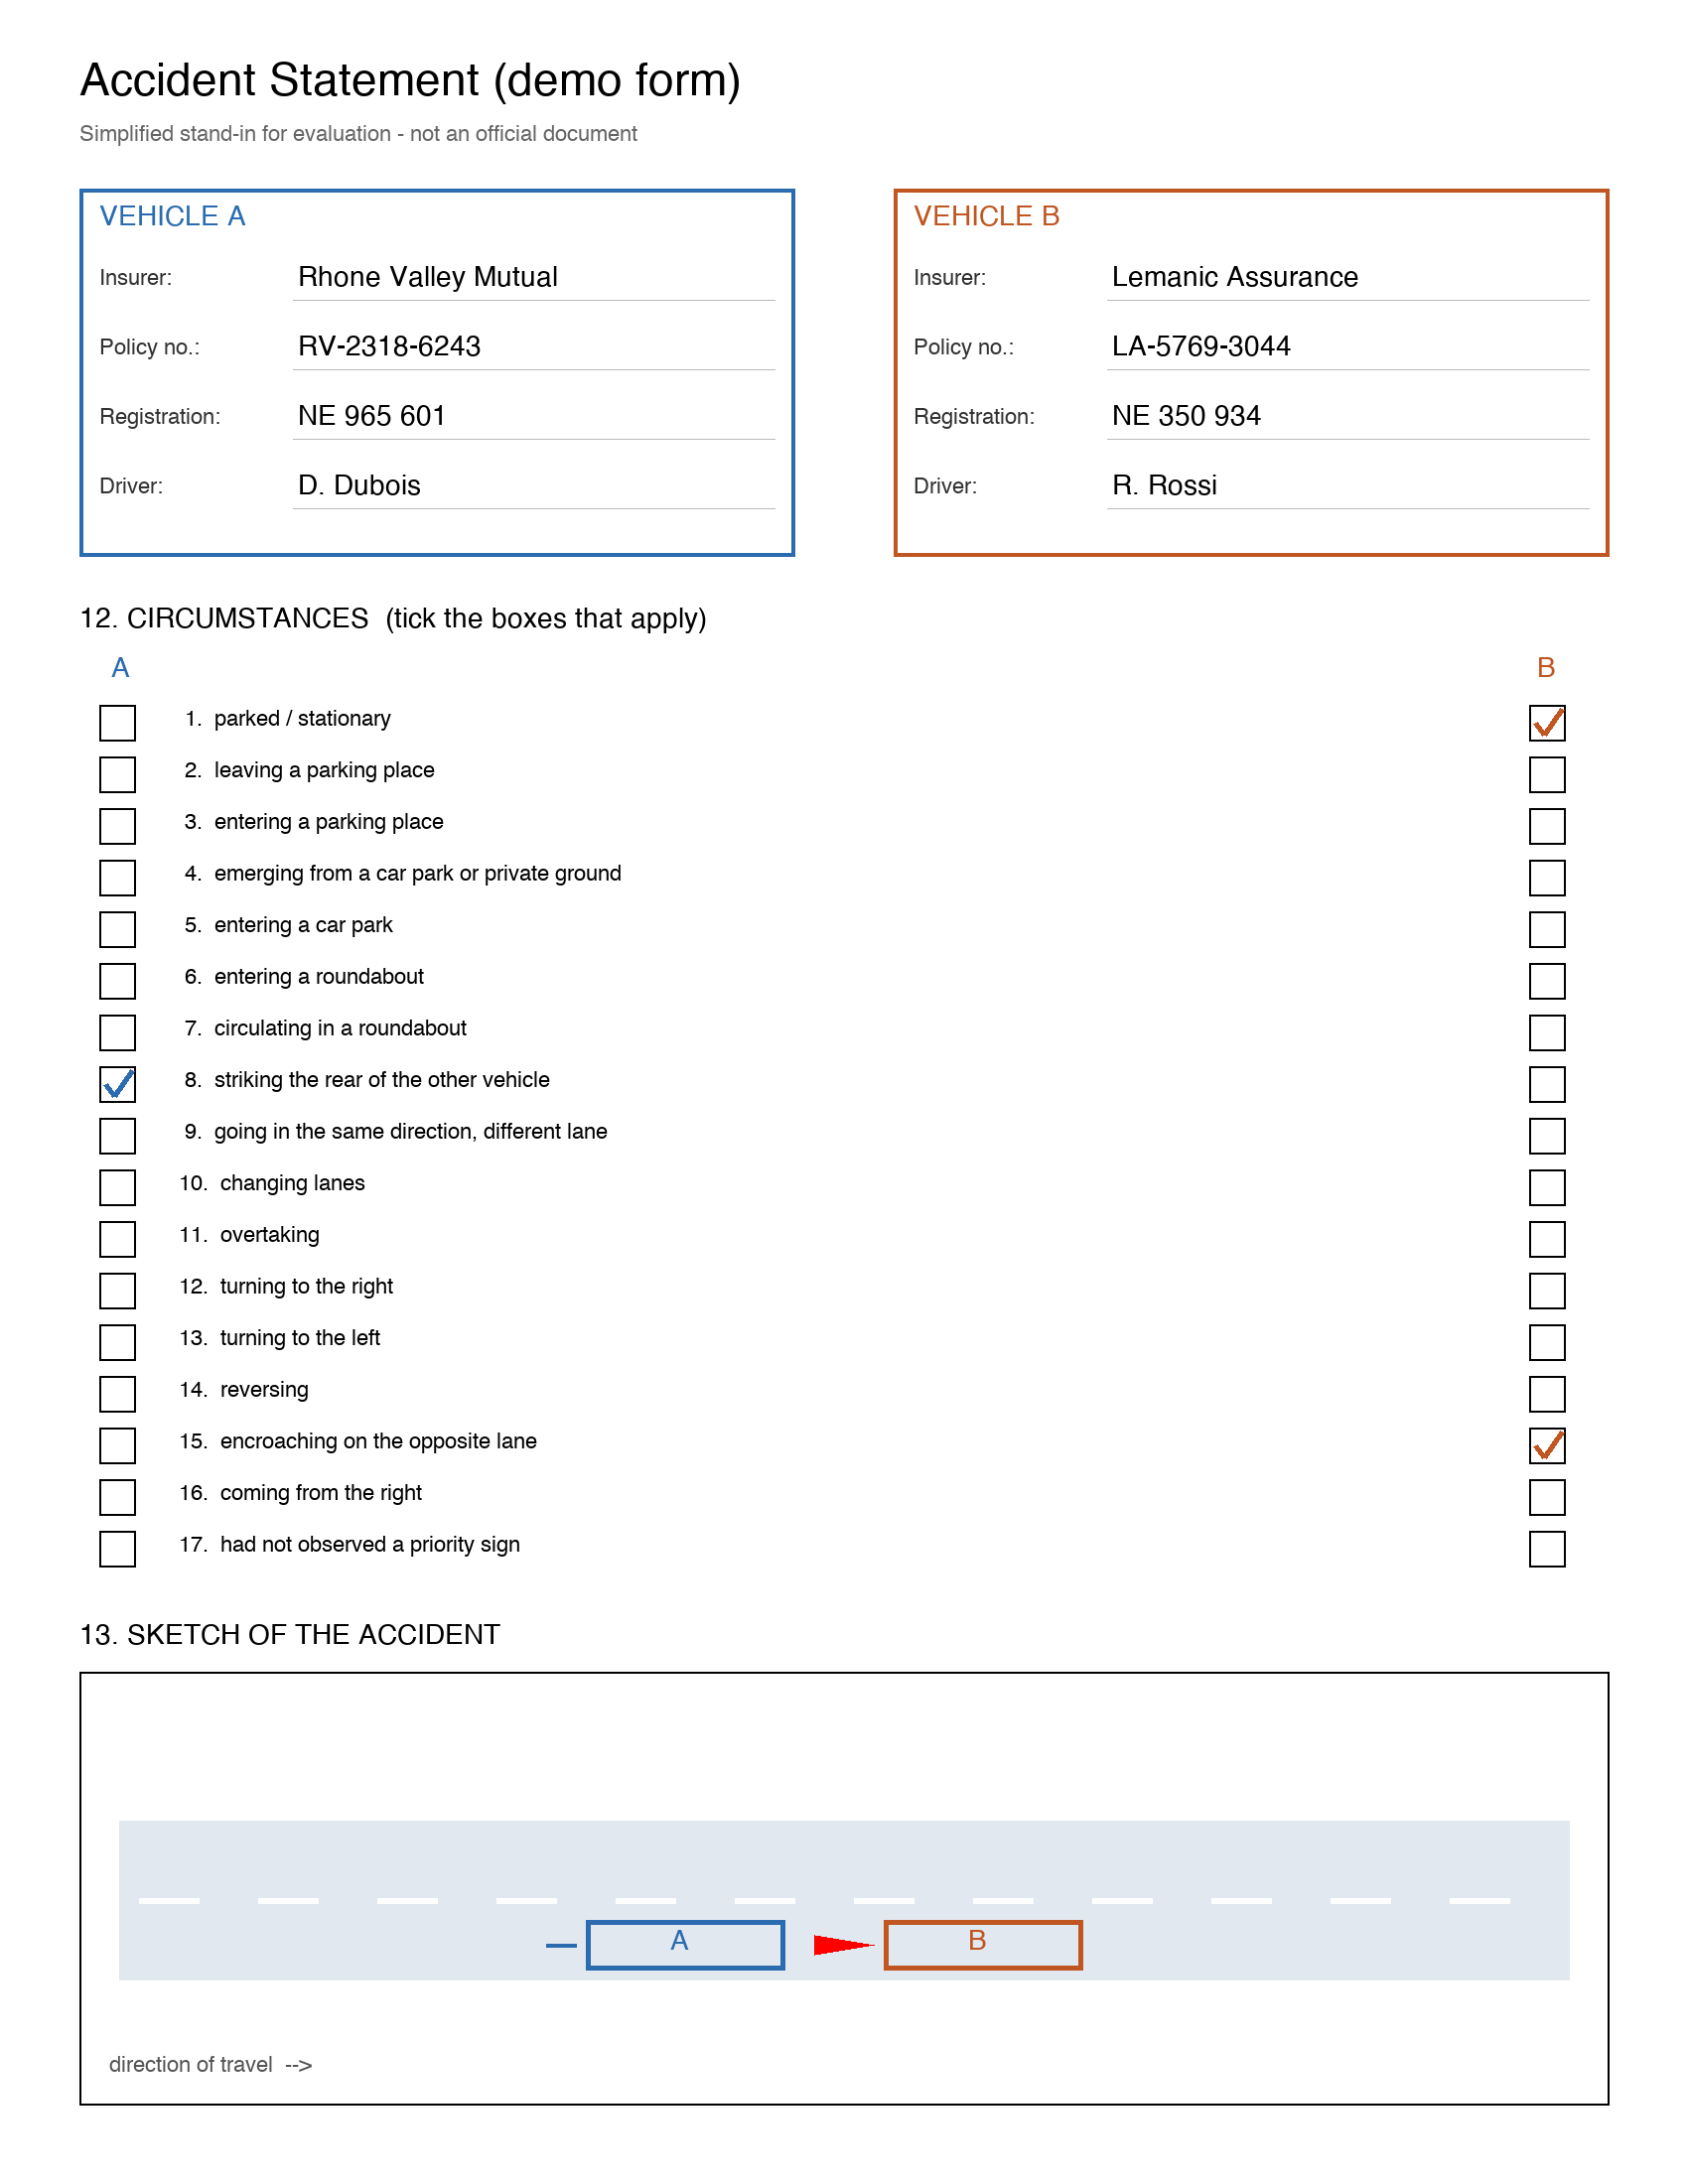 Accident Statement (demo form)
Simplified stand-in for evaluation - not an official document
VEHICLE A
Insurer: Rhone Valley Mutual
Policy no.: RV-2318-6243
Registration: NE 965 601
Driver: D. Dubois
VEHICLE B
Insurer: Lemanic Assurance
Policy no.: LA-5769-3044
Registration: NE 350 934
Driver: R. Rossi
12. CIRCUMSTANCES (tick the boxes that apply)
A B
1. parked / stationary
2. leaving a parking place
3. entering a parking place
4. emerging from a car park or private ground
5. entering a car park
6. entering a roundabout
7. circulating in a roundabout
8. striking the rear of the other vehicle
9. going in the same direction, different lane
10. changing lanes
11. overtaking
12. turning to the right
13. turning to the left
14. reversing
15. encroaching on the opposite lane
16. coming from the right
17. had not observed a priority sign
13. SKETCH OF THE ACCIDENT
A B
direction of travel -->